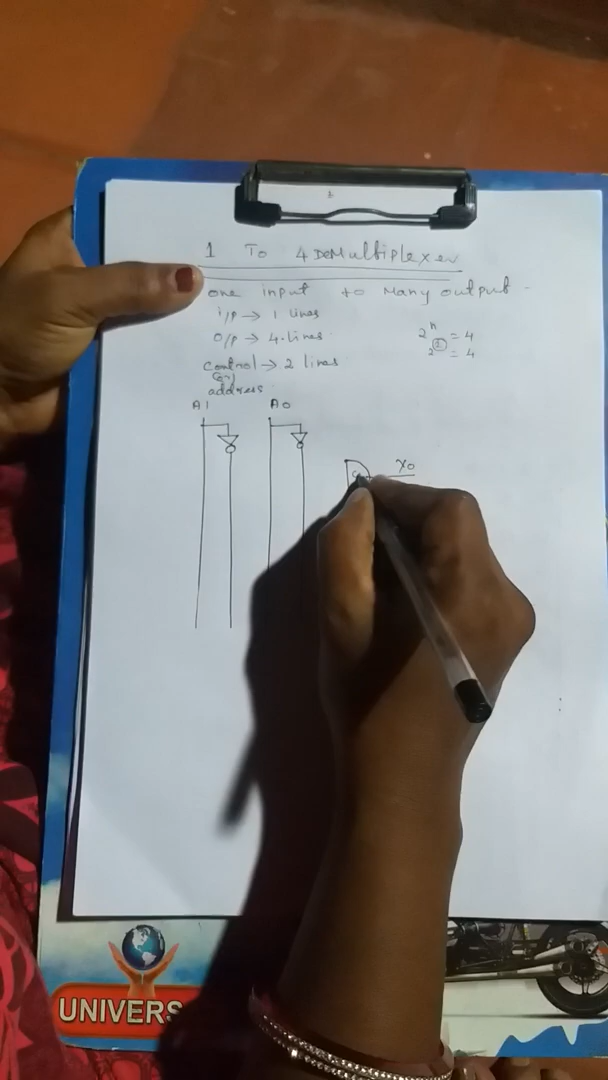 1 To 4 DeMultiplexer
one input to many output -
i/p → 1 lines
o/p → 4 lines
2ⁿ = 4
2② = 4
control → 2 lines
(or)
address
A1 A0
X0
UNIVERS